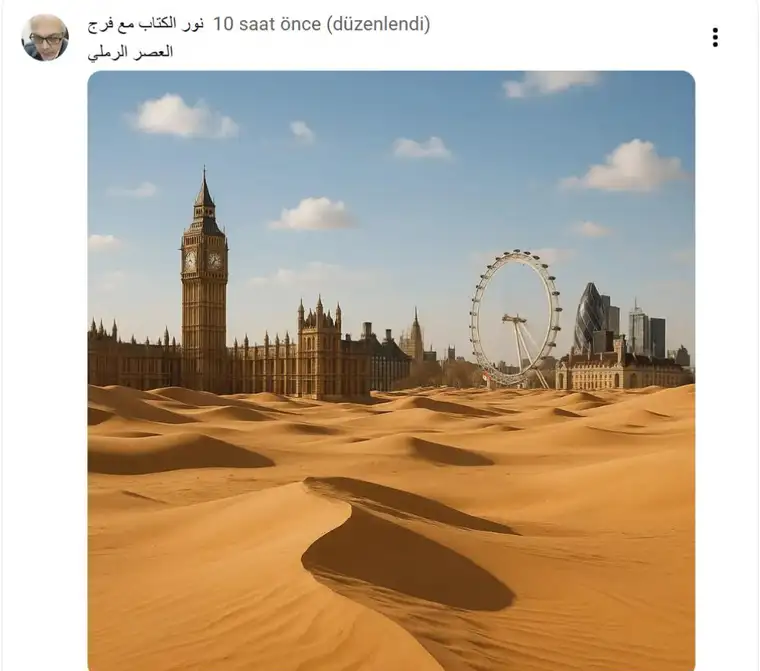 نور الكتاب مع فرج 10 saat önce (düzenlendi)
العصر الرملي